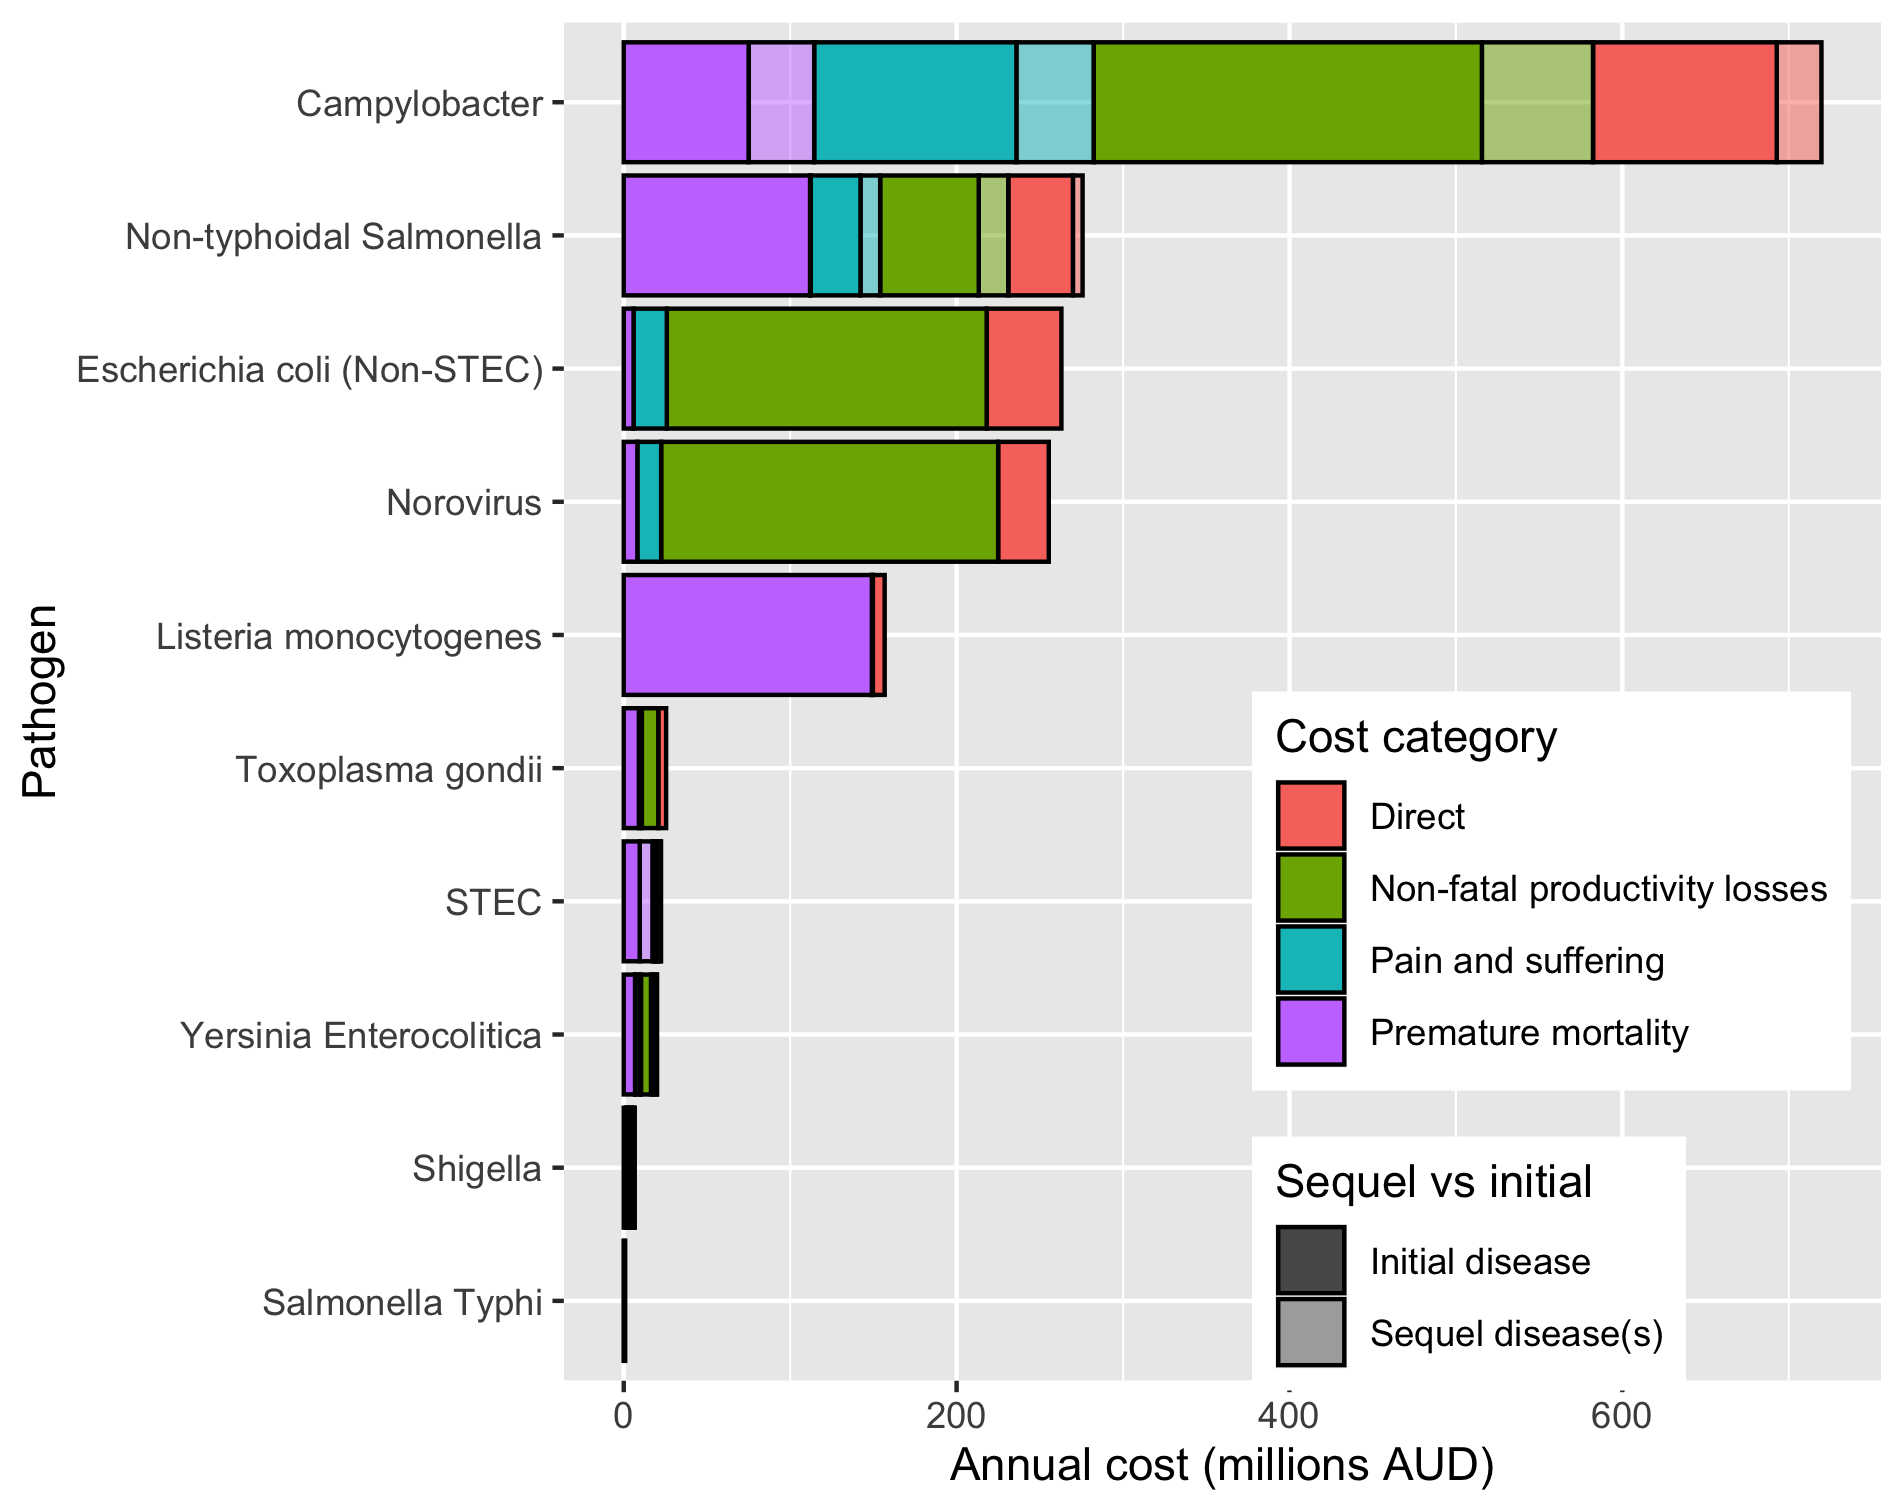 Campylobacter
Non-typhoidal Salmonella
Escherichia coli (Non-STEC)
Norovirus
Listeria monocytogenes
Toxoplasma gondii
STEC
Yersinia Enterocolitica
Shigella
Salmonella Typhi
Pathogen
Cost category
Direct
Non-fatal productivity losses
Pain and suffering
Premature mortality
Sequel vs initial
Initial disease
Sequel disease(s)
0 200 400 600
Annual cost (millions AUD)